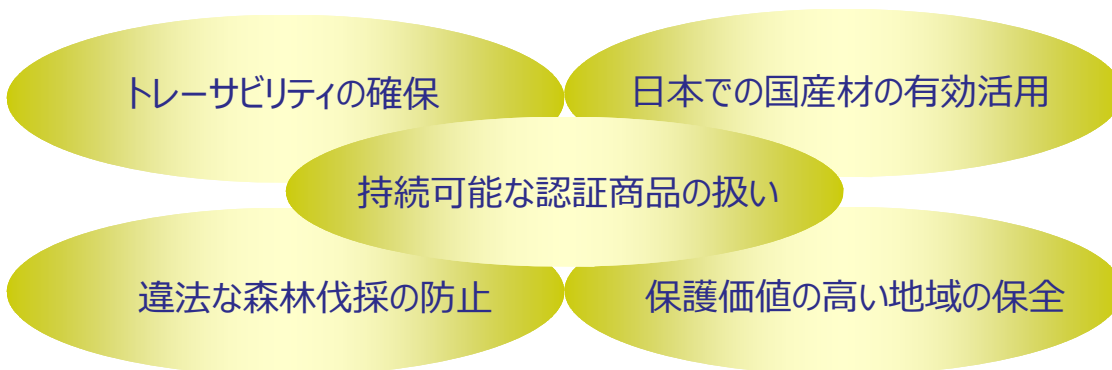 トレーサビリティの確保
日本での国産材の有効活用
持続可能な認証商品の扱い
違法な森林伐採の防止
保護価値の高い地域の保全